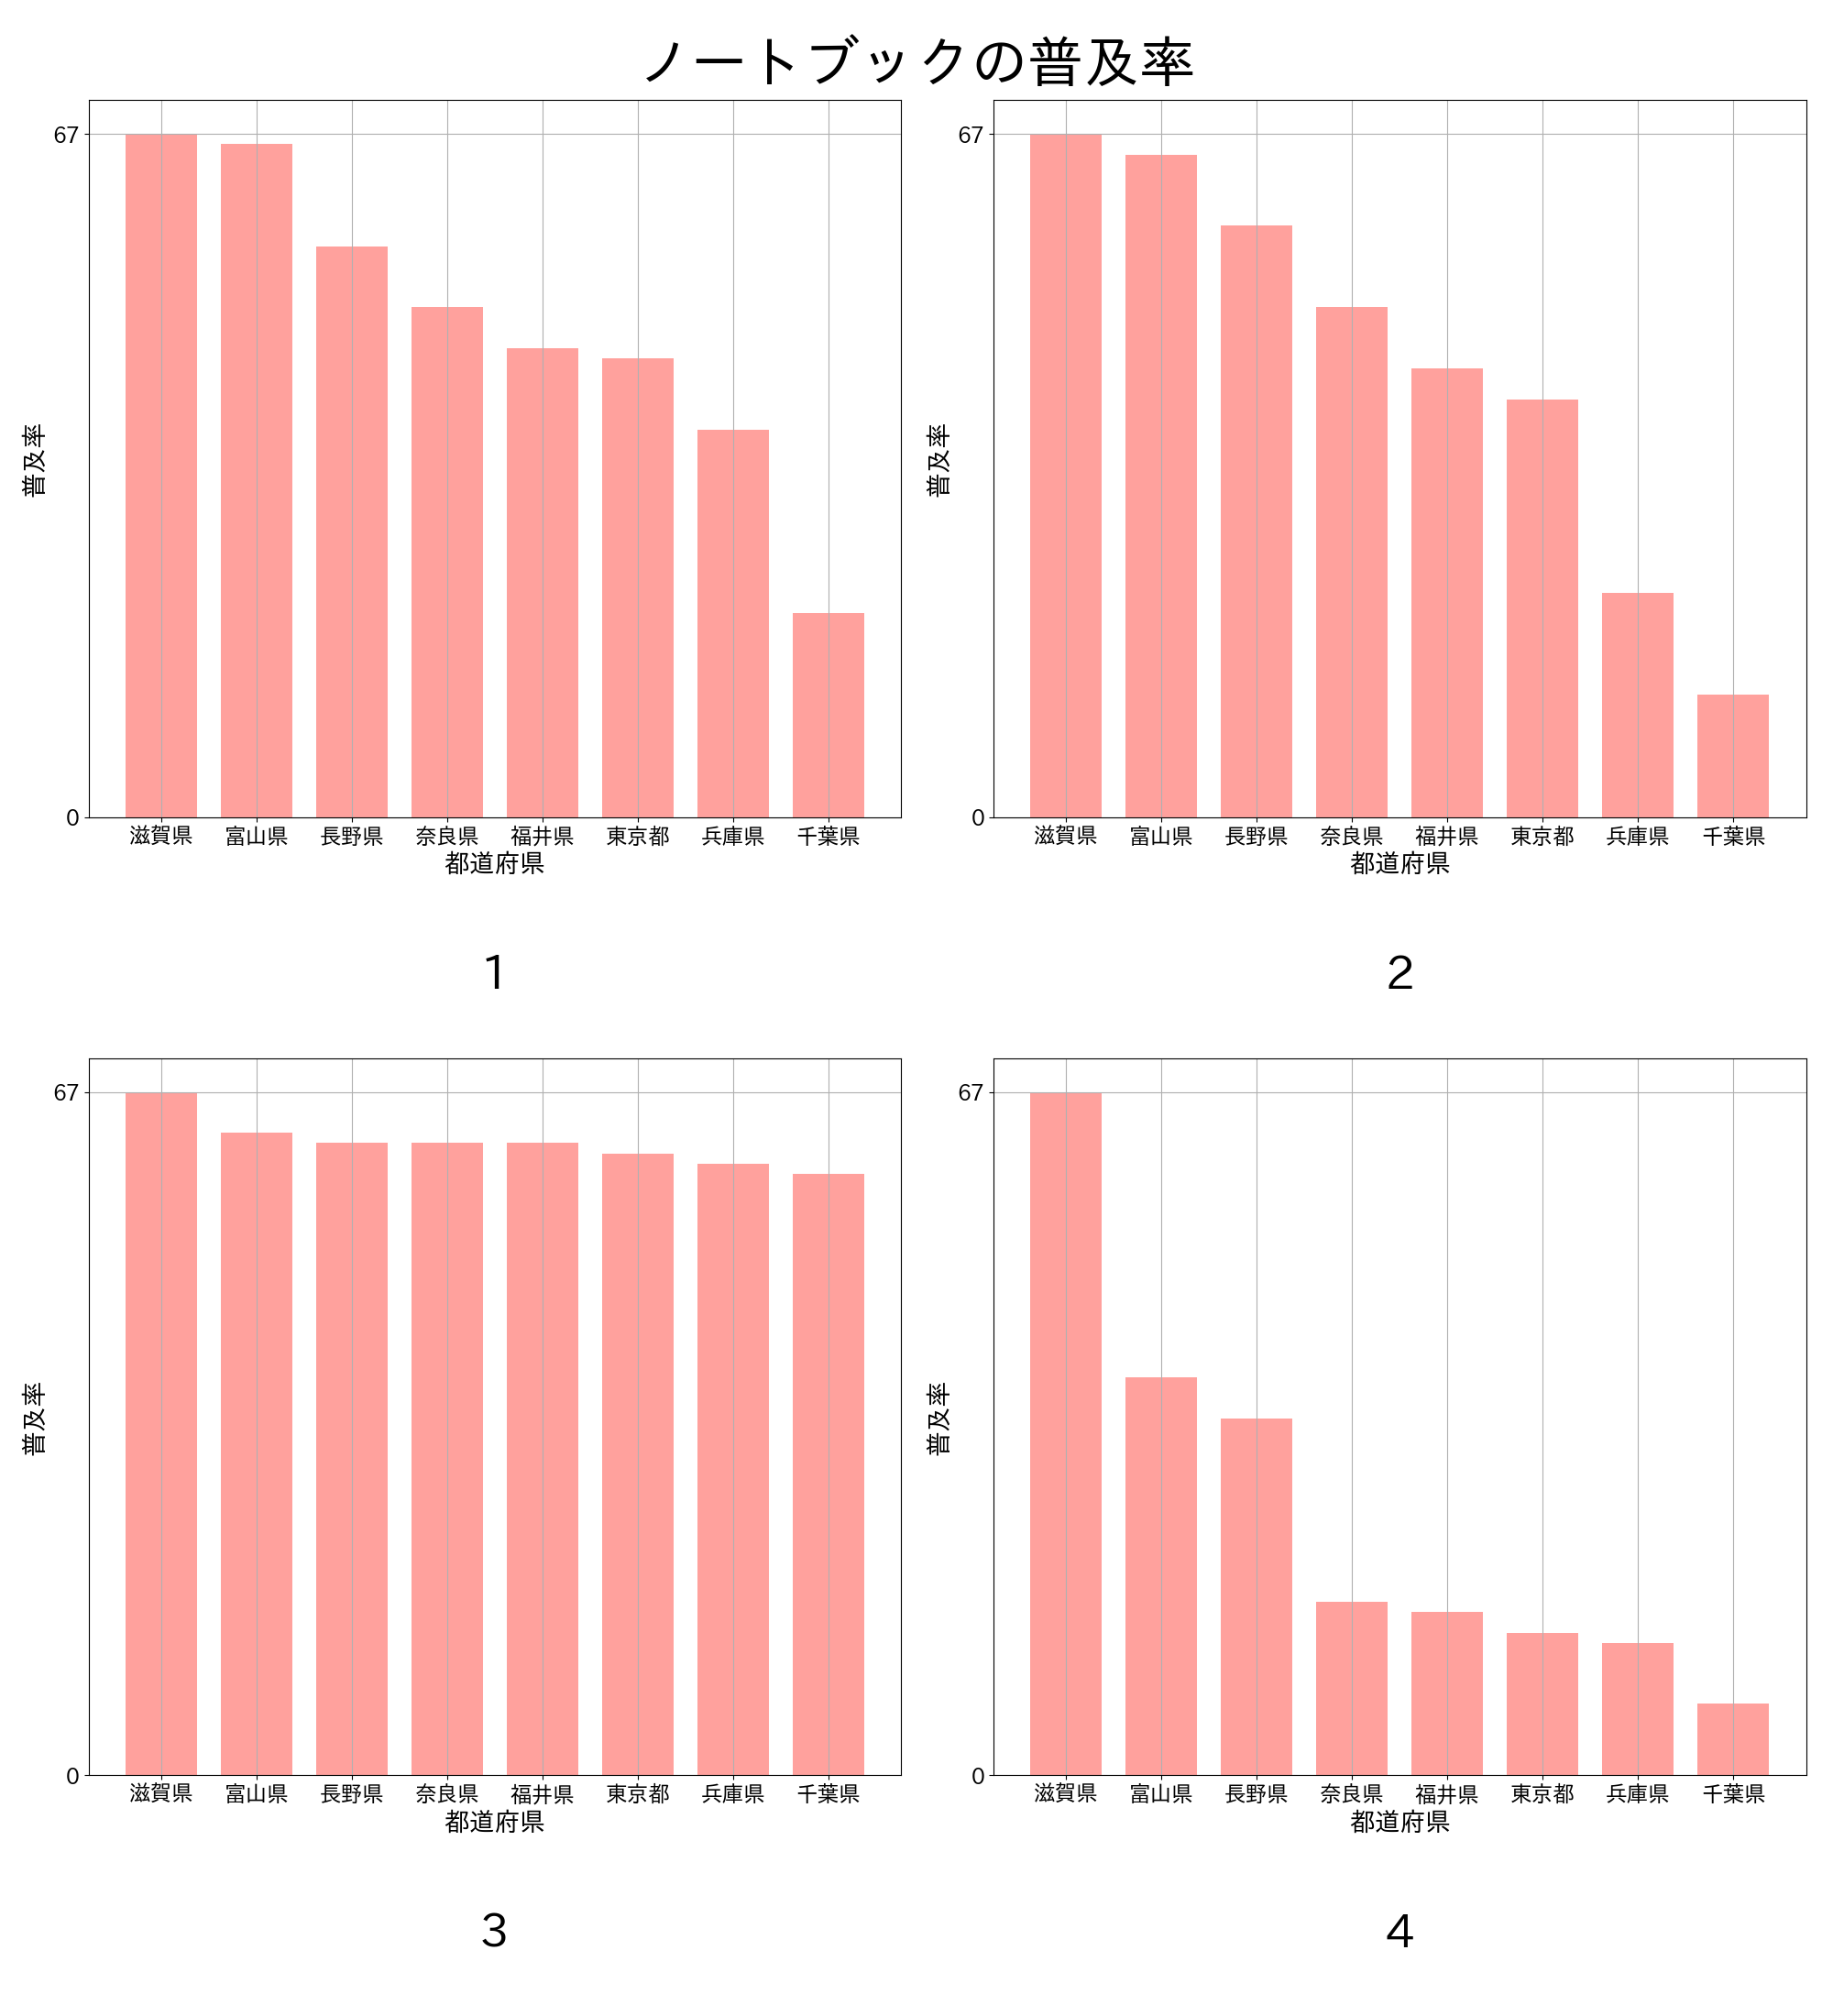 ノートブックの普及率
67
0
普及率
滋賀県 富山県 長野県 奈良県 福井県 東京都 兵庫県 千葉県
都道府県
1
67
0
普及率
滋賀県 富山県 長野県 奈良県 福井県 東京都 兵庫県 千葉県
都道府県
2
67
0
普及率
滋賀県 富山県 長野県 奈良県 福井県 東京都 兵庫県 千葉県
都道府県
3
67
0
普及率
滋賀県 富山県 長野県 奈良県 福井県 東京都 兵庫県 千葉県
都道府県
4